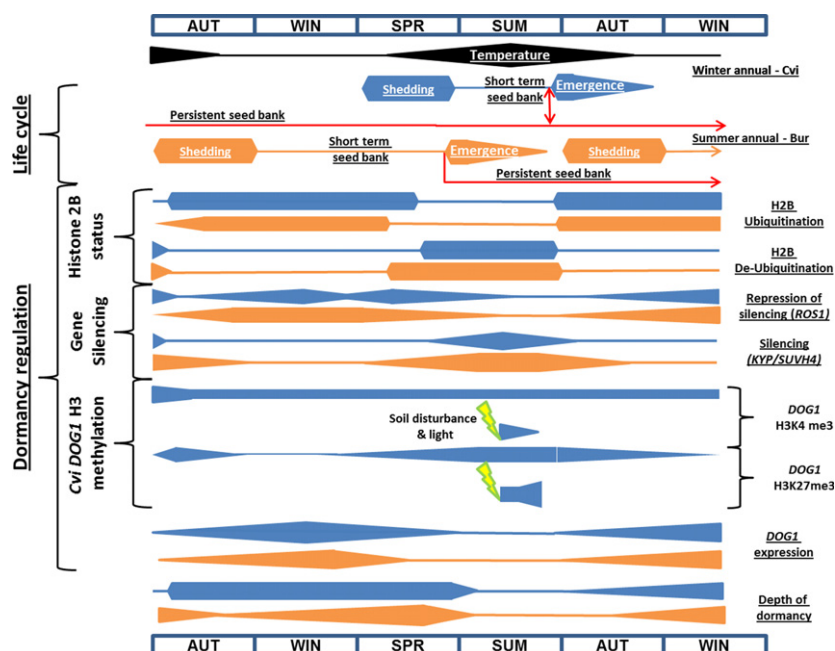 AUT WIN SPR SUM AUT WIN
Temperature
Winter annual - Cvi
Shedding
Short term
seed bank
Emergence
Persistent seed bank
Summer annual - Bur
Shedding
Short term
seed bank
Emergence
Shedding
Persistent seed bank
Life cycle
Histone 2B
status
H2B
Ubiquitination
H2B
De-Ubiquitination
Dormancy regulation
Gene
Silencing
Repression of
silencing (ROS1)
Silencing
(KYP/SUVH4)
Cvi DOG1 H3
methylation
Soil disturbance
& light
DOG1
H3K4 me3
DOG1
H3K27me3
DOG1
expression
Depth of
dormancy
AUT WIN SPR SUM AUT WIN